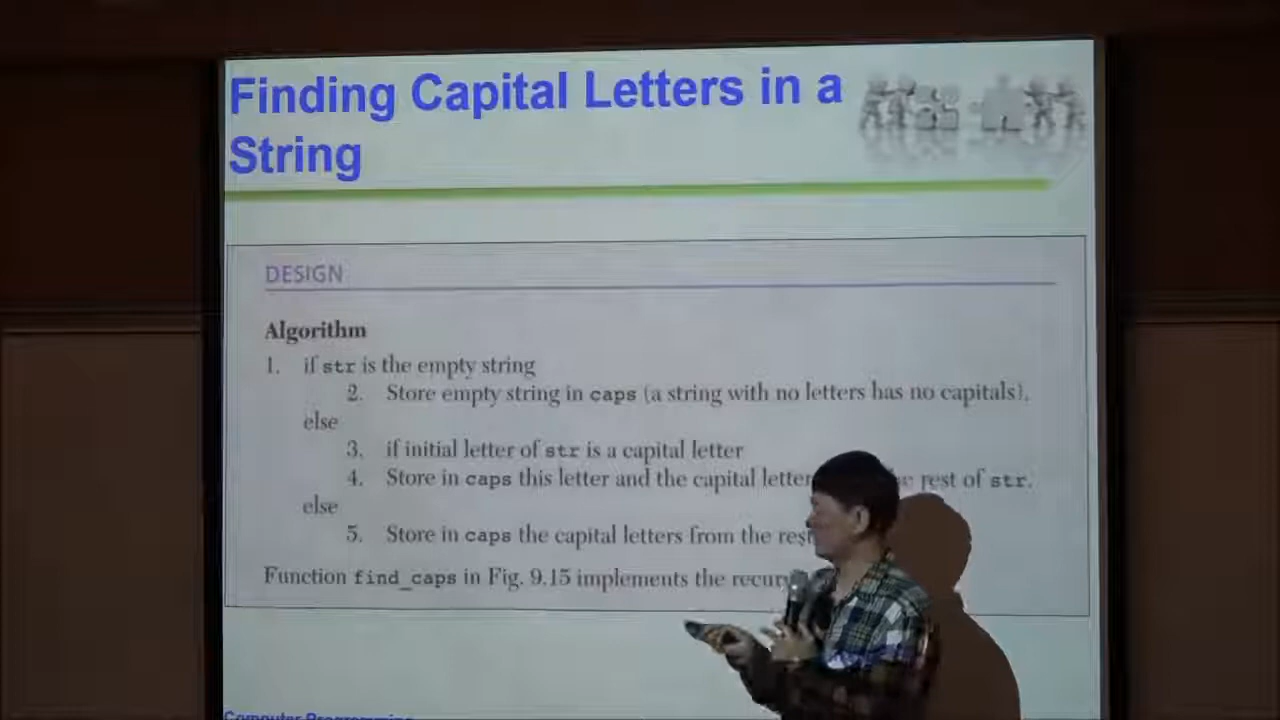 Finding Capital Letters in a
String
DESIGN
Algorithm
1. if str is the empty string
2. Store empty string in caps (a string with no letters has no capitals),
else
3. if initial letter of str is a capital letter
4. Store in caps this letter and the capital letter rest of str.
else
5. Store in caps the capital letters from the rest
Function find_caps in Fig. 9.15 implements the
Computer Programming